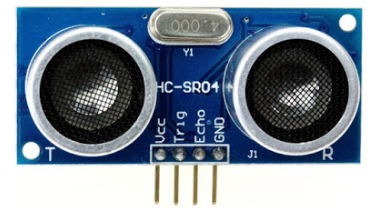 4.000
Y1
HC-SR04
Vcc
Trig
Echo
GND
T
J1
R